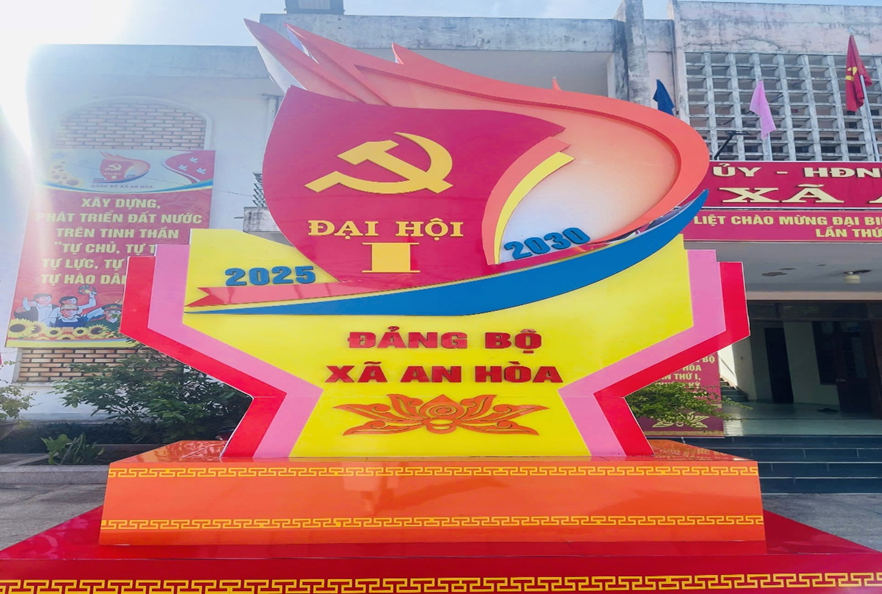 ĐẠI HỘI
I
2025
2030
ĐẢNG BỘ
XÃ AN HÒA
XÂY DỰNG,
PHÁT TRIỂN ĐẤT NƯỚC
TRÊN TINH THẦN
"TỰ CHỦ, TỰ
TỰ LỰC, TỰ
TỰ HÀO DÂ
ỦY - HĐN
XÃ
LIỆT CHÀO MỪNG ĐẠI BI
LẦN THỨ